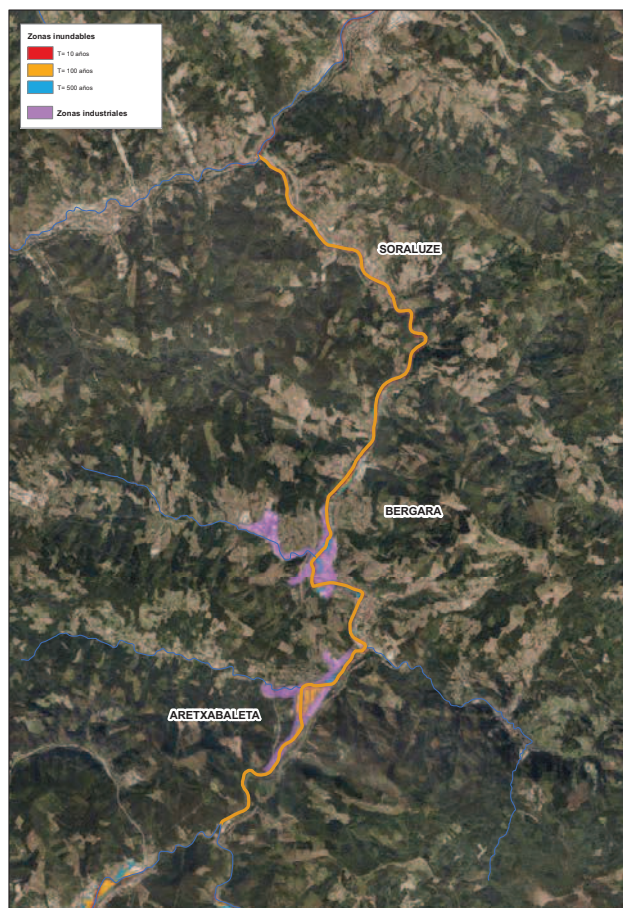 Zonas inundables
T= 10 años
T= 100 años
T= 500 años
Zonas industriales
SORALUZE
BERGARA
ARETXABALETA